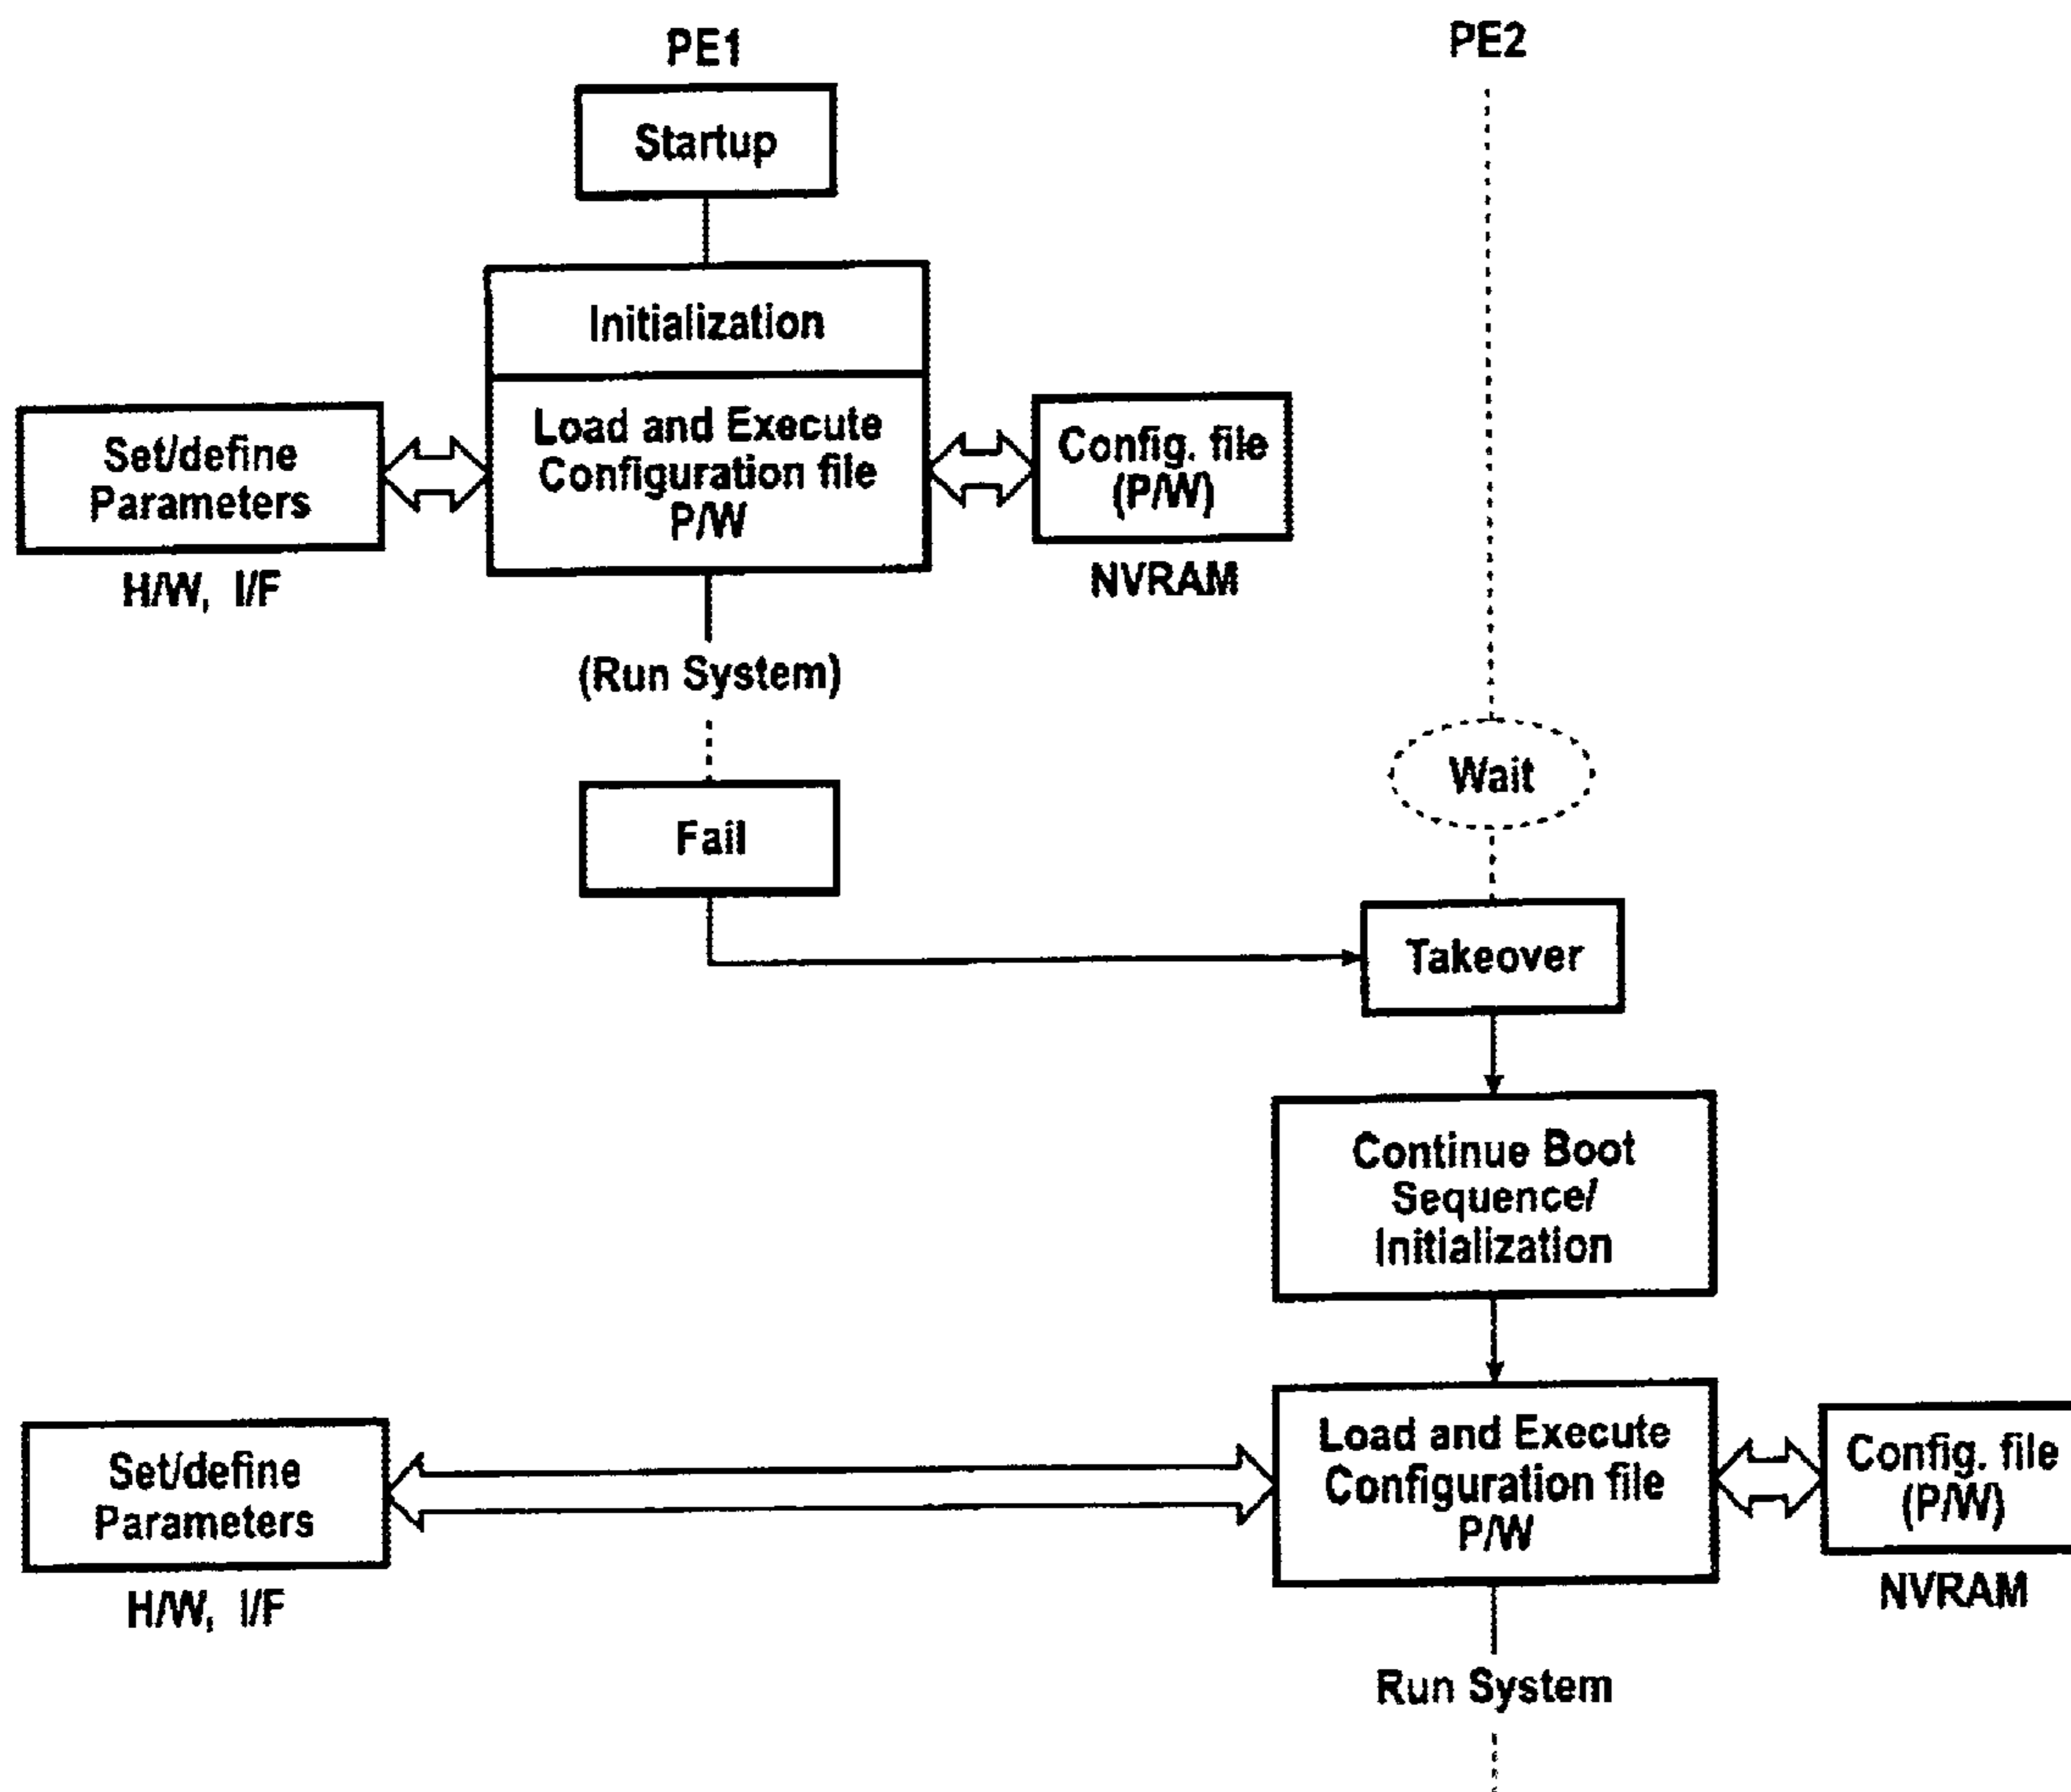 PE1
PE2
Startup
Initialization
Load and Execute
Configuration file
P/W
Set/define
Parameters
H/W, I/F
Config. file
(P/W)
NVRAM
(Run System)
Wait
Fail
Takeover
Continue Boot
Sequence/
Initialization
Set/define
Parameters
H/W, I/F
Load and Execute
Configuration file
P/W
Config. file
(P/W)
NVRAM
Run System